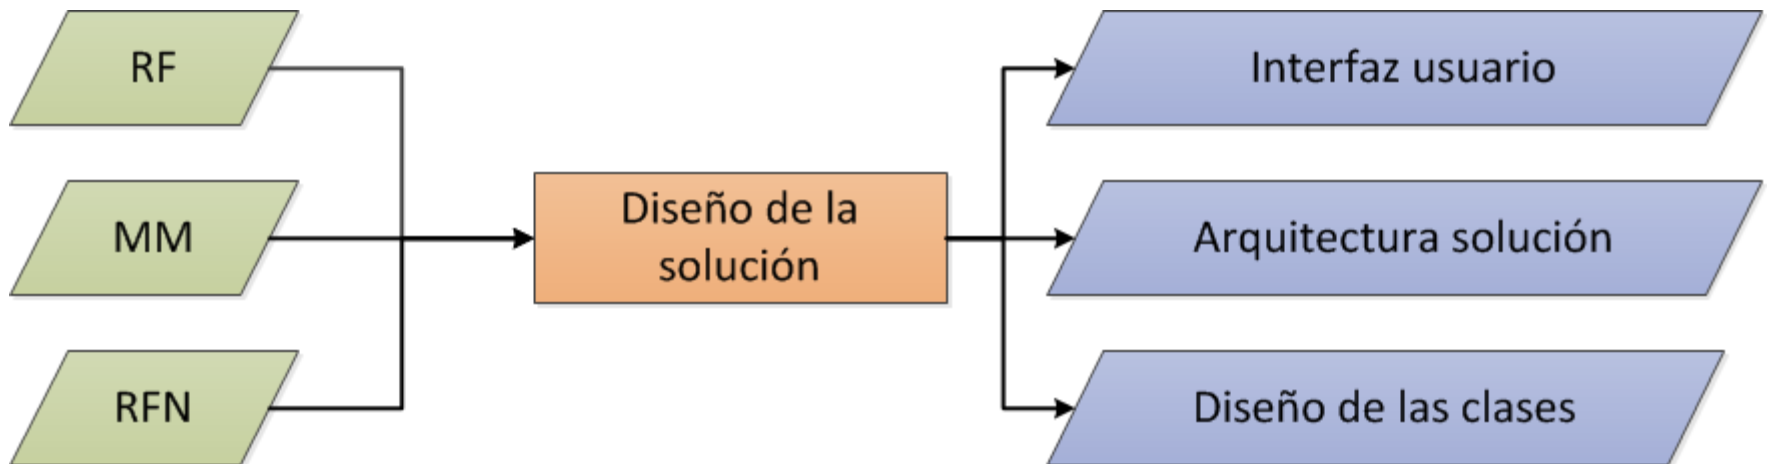 RF
MM
RFN
Diseño de la
solución
Interfaz usuario
Arquitectura solución
Diseño de las clases